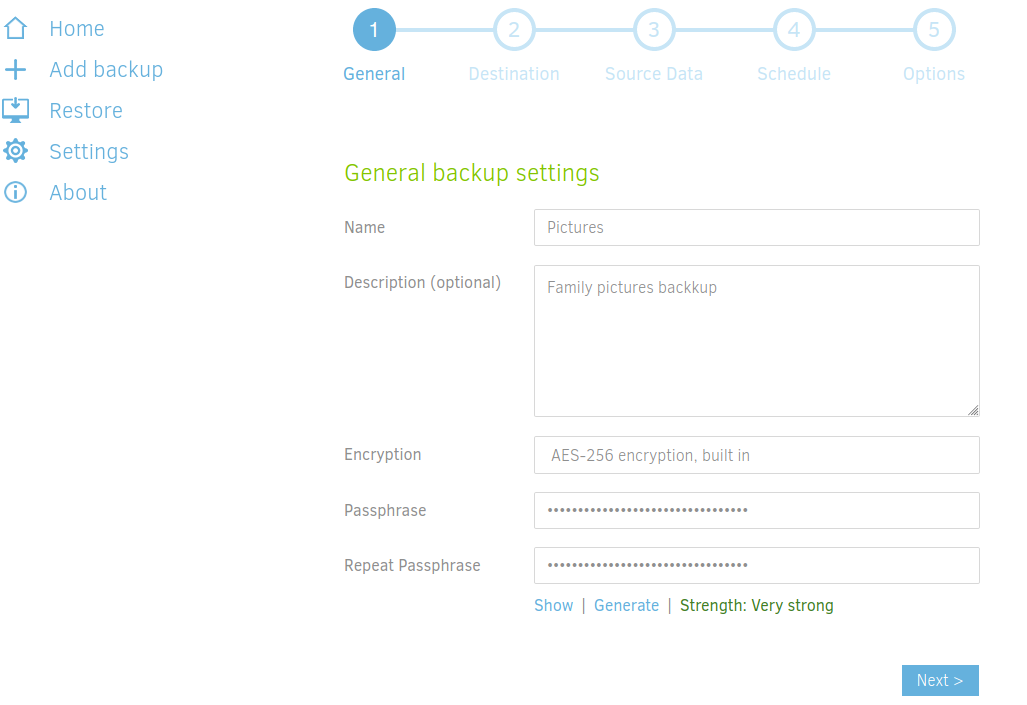 Home
Add backup
Restore
Settings
About
1 2 3 4 5
General Destination Source Data Schedule Options
General backup settings
Name Pictures
Description (optional) Family pictures backkup
Encryption AES-256 encryption, built in
Passphrase •••••••••••••••••••••••••••••••••
Repeat Passphrase •••••••••••••••••••••••••••••••••
Show | Generate | Strength: Very strong
Next >